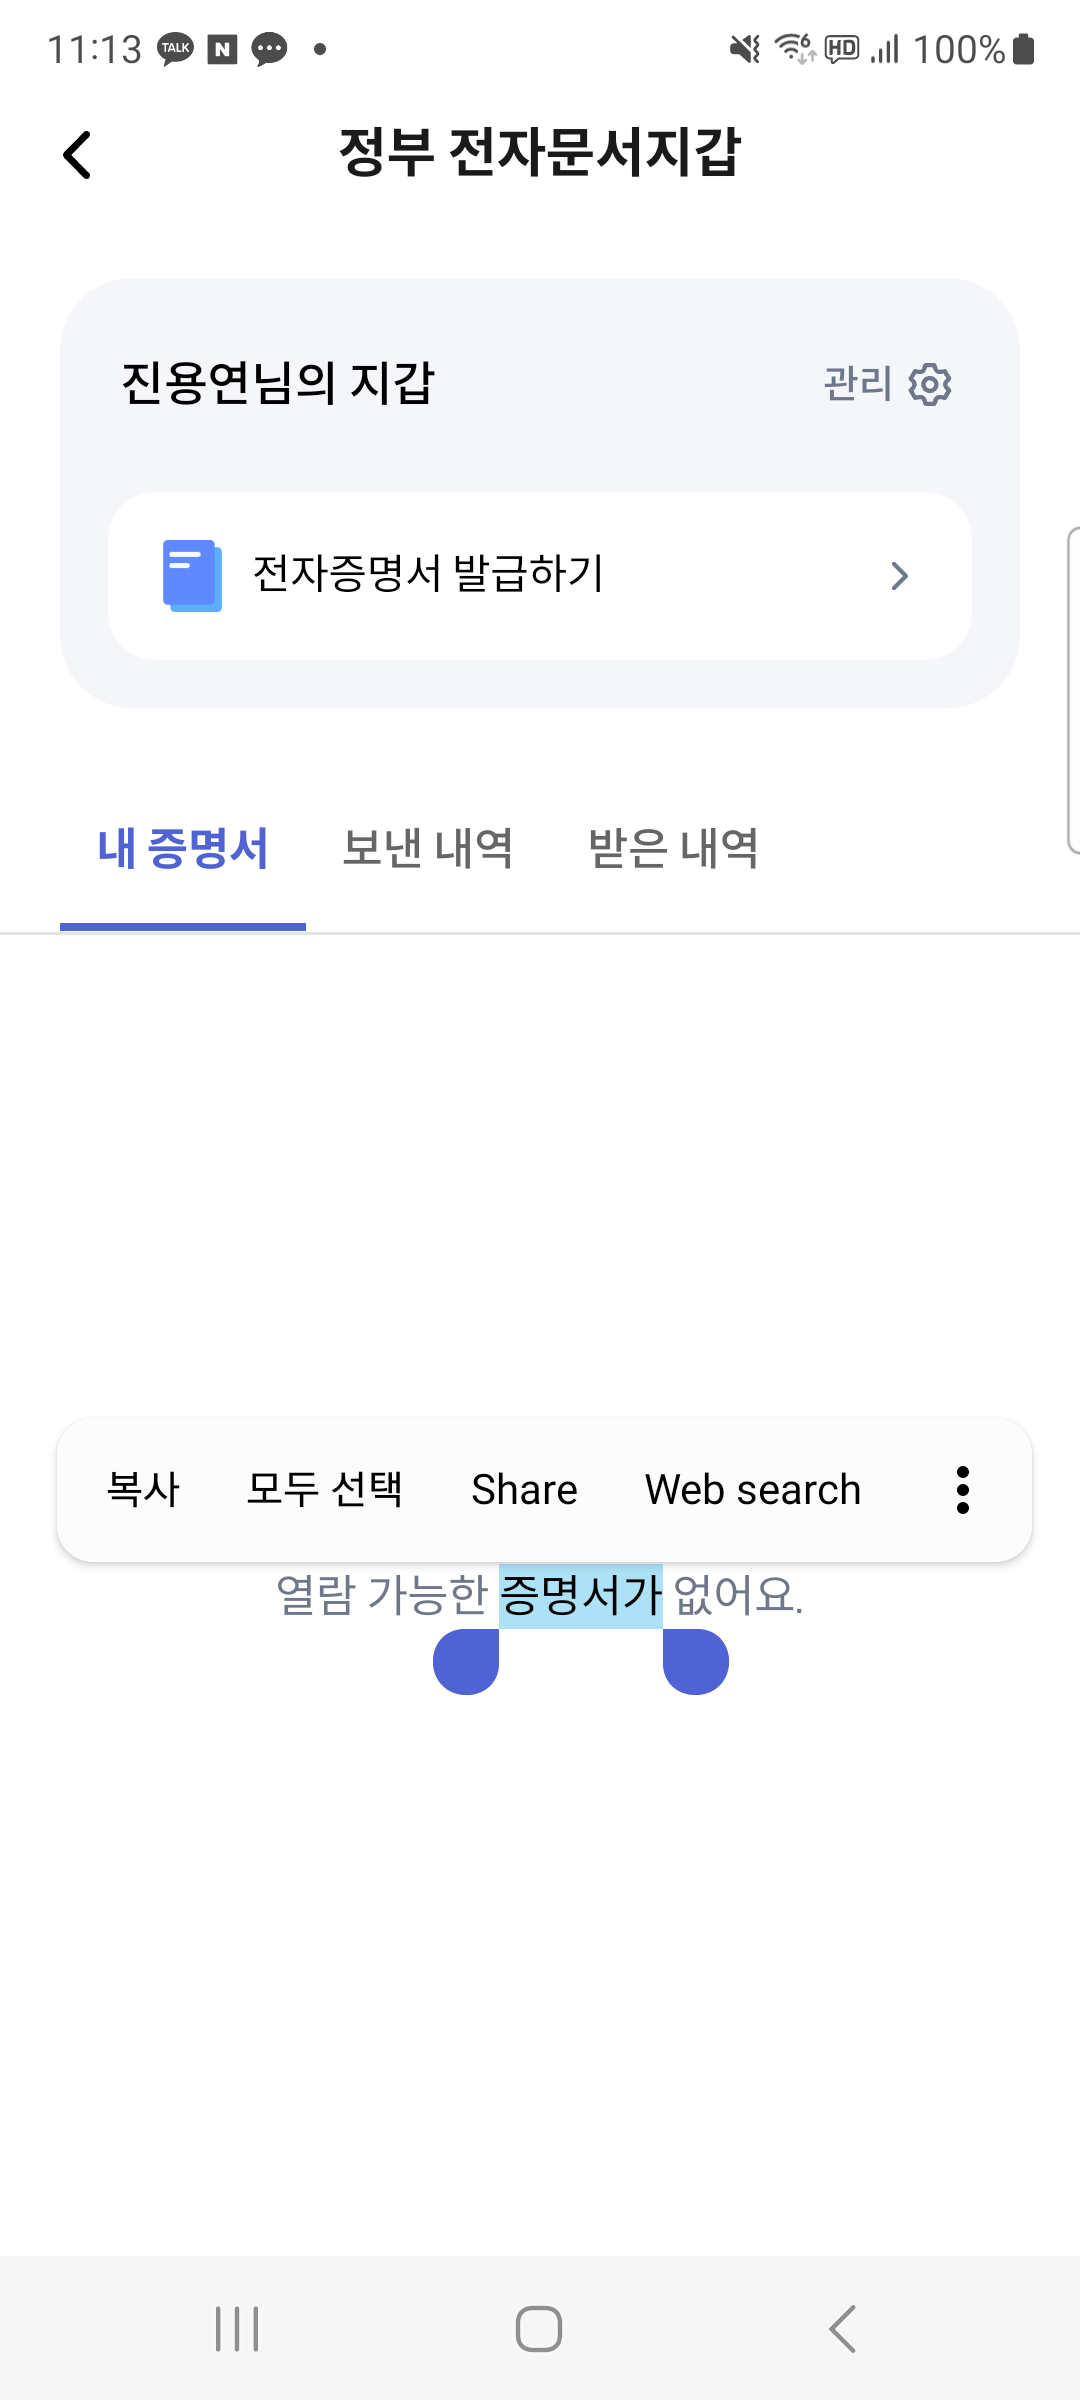 11:13 TALK N 6 HD 100%
정부 전자문서지갑
진용연님의 지갑 관리
전자증명서 발급하기
내 증명서 보낸 내역 받은 내역
복사 모두 선택 Share Web search
열람 가능한 증명서가 없어요.